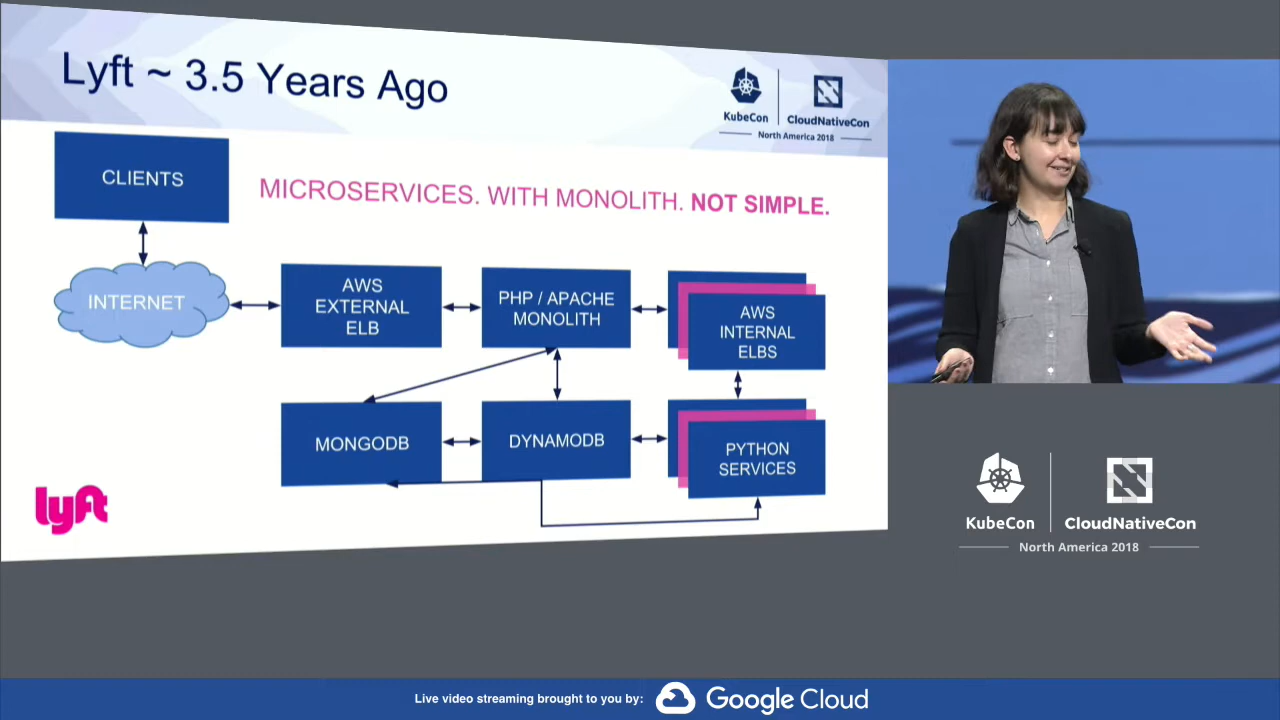 Lyft ~ 3.5 Years Ago
KubeCon
CloudNativeCon
North America 2018
CLIENTS
MICROSERVICES. WITH MONOLITH. NOT SIMPLE.
INTERNET
AWS
EXTERNAL
ELB
PHP / APACHE
MONOLITH
AWS
INTERNAL
ELBS
MONGODB
DYNAMODB
PYTHON
SERVICES
lyft
KubeCon
CloudNativeCon
North America 2018
Live video streaming brought to you by:
Google Cloud